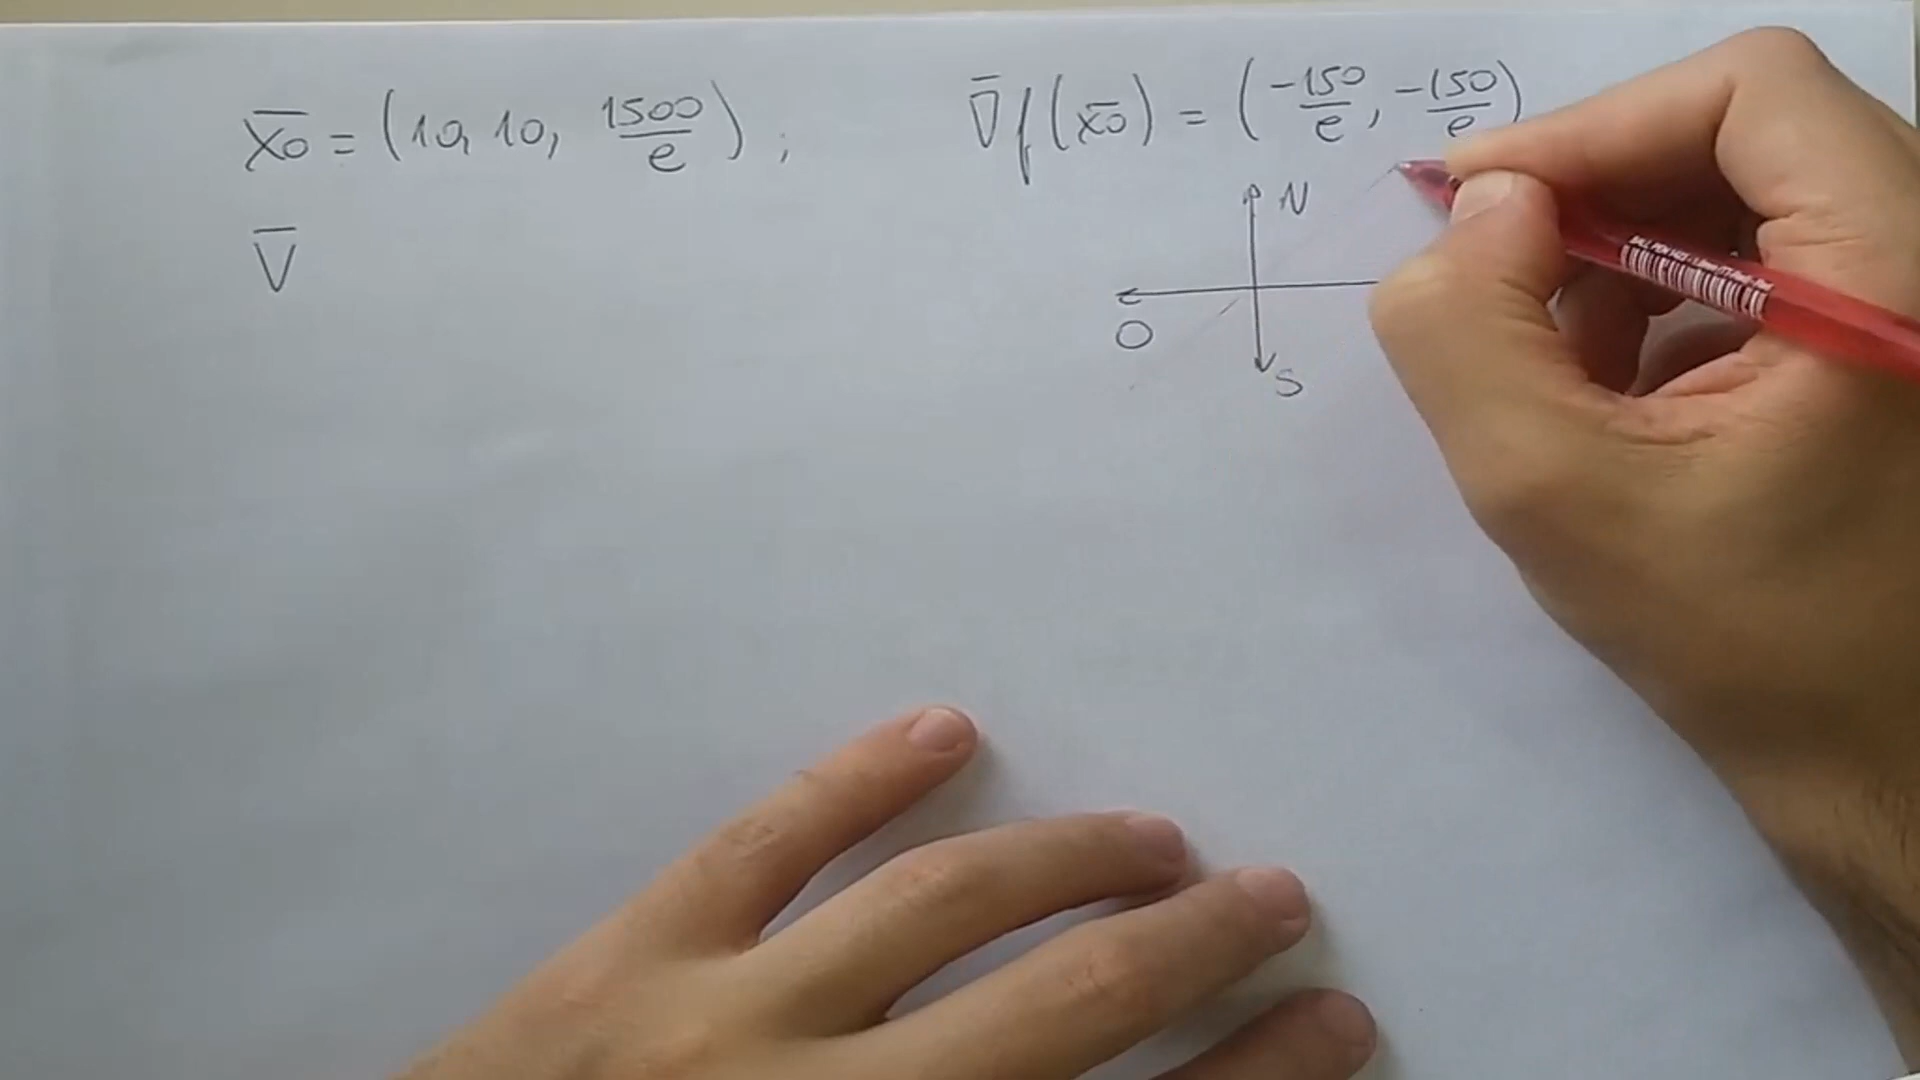 x̄₀ = (10, 10, 1500/e) ;
∇̄f(x̄₀) = (-150/e, -150/e)
V̄
N
O
S